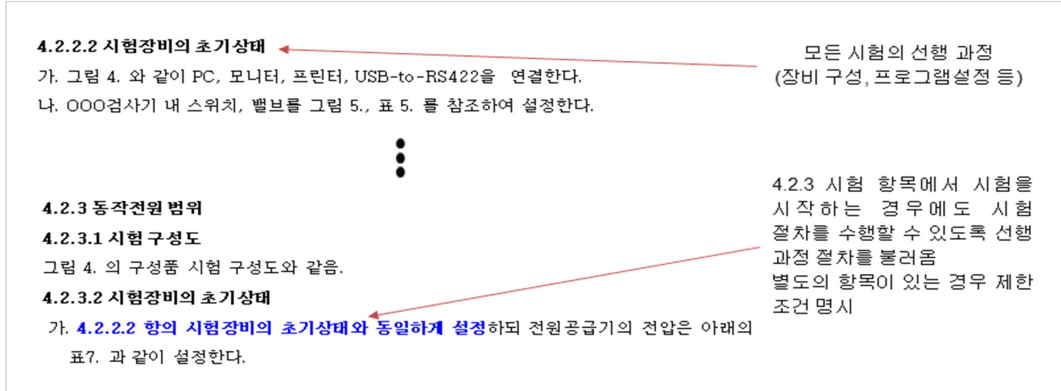 4.2.2.2 시험장비의 초기상태
가. 그림 4. 와 같이 PC, 모니터, 프린터, USB-to-RS422을 연결한다.
나. OOO검사기 내 스위치, 밸브를 그림 5., 표 5. 를 참조하여 설정한다.
모든 시험의 선행 과정
(장비 구성, 프로그램설정 등)
4.2.3 동작전원 범위
4.2.3.1 시험 구성도
그림 4. 의 구성품 시험 구성도와 같음.
4.2.3.2 시험장비의 초기상태
가. 4.2.2.2 항의 시험장비의 초기상태와 동일하게 설정하되 전원공급기의 전압은 아래의
표7. 과 같이 설정한다.
4.2.3 시험 항목에서 시험을
시작하는 경우에도 시험
절차를 수행할 수 있도록 선행
과정 절차를 불러옴
별도의 항목이 있는 경우 제한
조건 명시